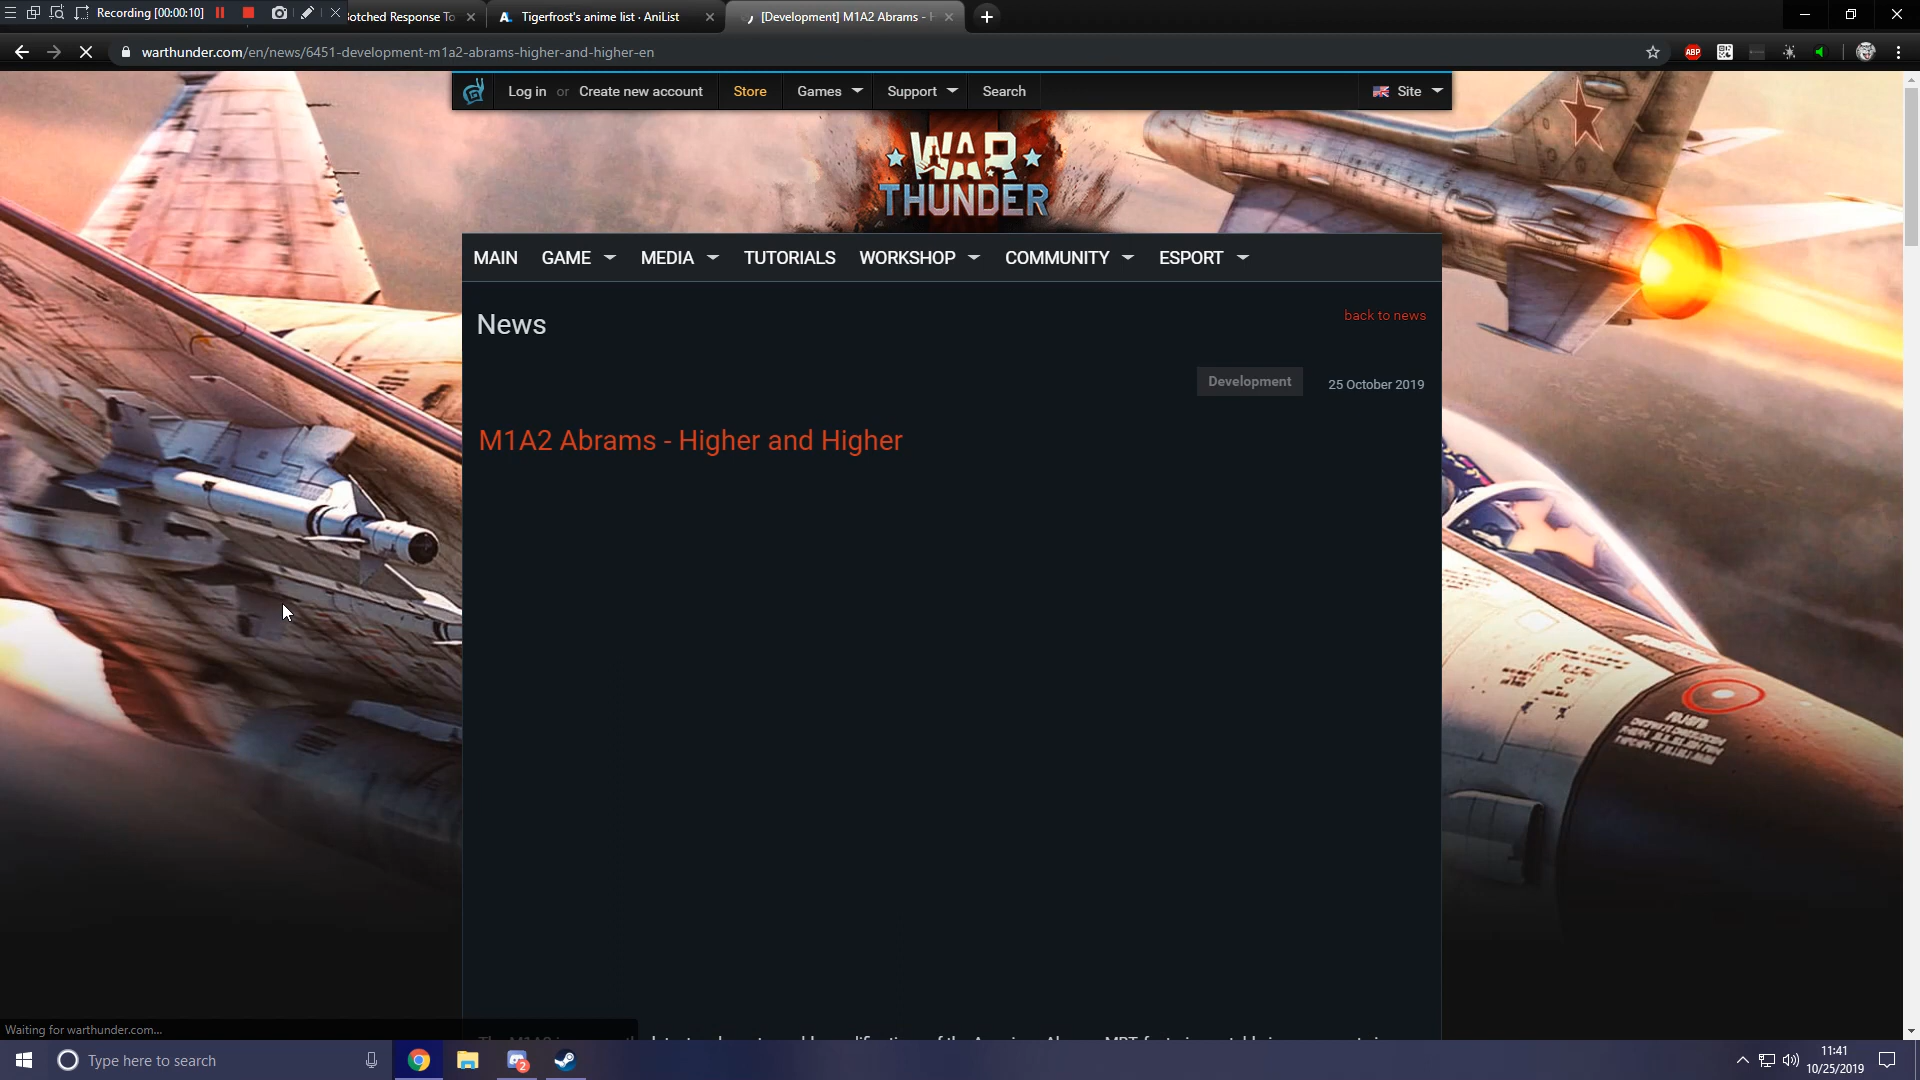 Recording [00:00:10]
Botched Response To
Tigerfrost's anime list · AniList
[Development] M1A2 Abrams -
warthunder.com/en/news/6451-development-m1a2-abrams-higher-and-higher-en
ABP
Log in or Create new account
Store
Games
Support
Search
Site
WAR
THUNDER
MAIN
GAME
MEDIA
TUTORIALS
WORKSHOP
COMMUNITY
ESPORT
News
back to news
Development
25 October 2019
M1A2 Abrams - Higher and Higher
Waiting for warthunder.com...
Type here to search
2
11:41
10/25/2019